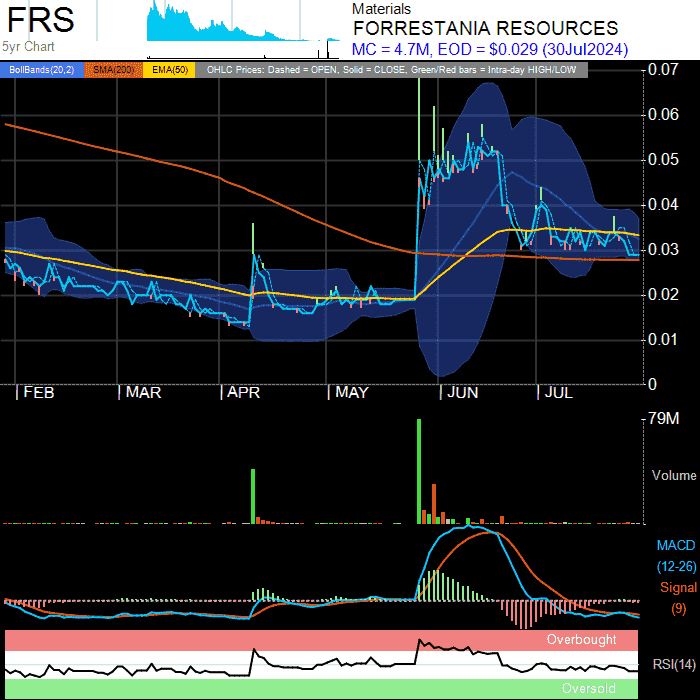 FRS
5yr Chart
Materials
FORRESTANIA RESOURCES
MC = 4.7M, EOD = $0.029 (30Jul2024)
BollBands(20,2) SMA(200) EMA(50) OHLC Prices: Dashed = OPEN, Solid = CLOSE, Green/Red bars = Intra-day HIGH/LOW
0.07
0.06
0.05
0.04
0.03
0.02
0.01
0
FEB MAR APR MAY JUN JUL
79M
Volume
MACD
(12-26)
Signal
(9)
Overbought
RSI(14)
Oversold